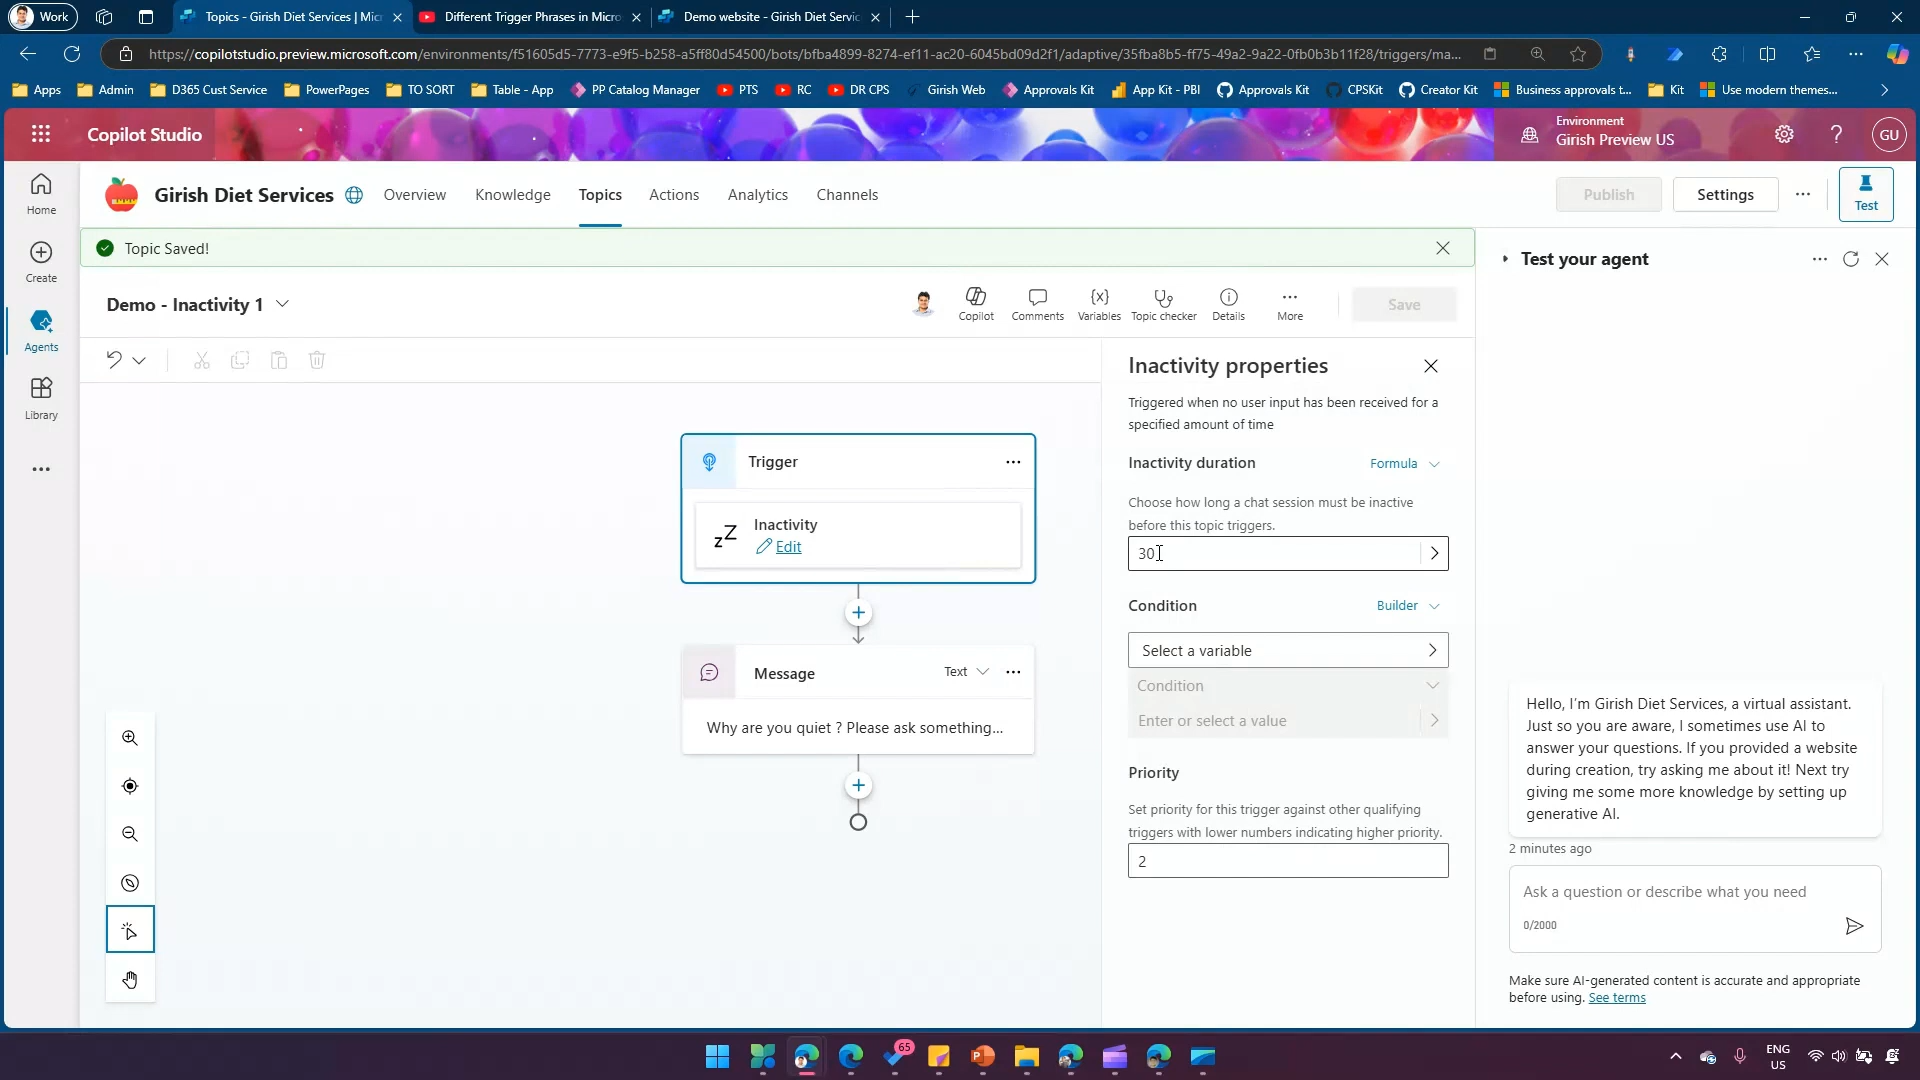 Work
Topics - Girish Diet Services | Mic
Different Trigger Phrases in Micro
Demo website - Girish Diet Servic
https://copilotstudio.preview.microsoft.com/environments/f51605d5-7773-e9f5-b258-a5ff80d54500/bots/bfba4899-8274-ef11-ac20-6045bd09d2f1/adaptive/35fba8b5-ff75-49a2-9a22-0fb0b3b11f28/triggers/ma...
Apps
Admin
D365 Cust Service
PowerPages
TO SORT
Table - App
PP Catalog Manager
PTS
RC
DR CPS
Girish Web
Approvals Kit
App Kit - PBI
Approvals Kit
CPSKit
Creator Kit
Business approvals t...
Kit
Use modern themes...
Copilot Studio
Environment
Girish Preview US
GU
Home
Create
Agents
Library
Girish Diet Services
Overview
Knowledge
Topics
Actions
Analytics
Channels
Publish
Settings
Test
Topic Saved!
Demo - Inactivity 1
Copilot
Comments
Variables
Topic checker
Details
More
Save
Trigger
zZ
Inactivity
Edit
Message
Text
Why are you quiet ? Please ask something...
Inactivity properties
Triggered when no user input has been received for a
specified amount of time
Inactivity duration
Formula
Choose how long a chat session must be inactive
before this topic triggers.
30
Condition
Builder
Select a variable
Condition
Enter or select a value
Priority
Set priority for this trigger against other qualifying
triggers with lower numbers indicating higher priority.
2
Test your agent
Hello, I'm Girish Diet Services, a virtual assistant.
Just so you are aware, I sometimes use AI to
answer your questions. If you provided a website
during creation, try asking me about it! Next try
giving me some more knowledge by setting up
generative AI.
2 minutes ago
Ask a question or describe what you need
0/2000
Make sure AI-generated content is accurate and appropriate
before using. See terms
65
ENG
US